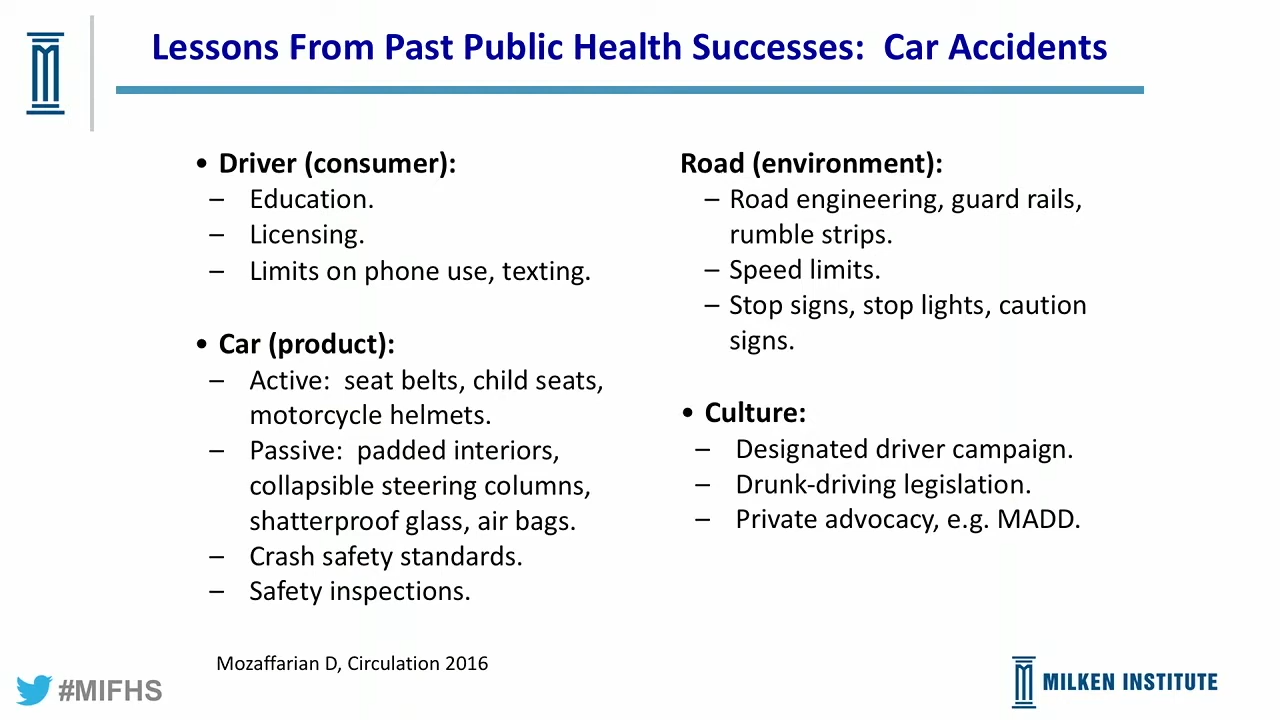 Lessons From Past Public Health Successes:  Car Accidents
• Driver (consumer):
– Education.
– Licensing.
– Limits on phone use, texting.
• Car (product):
– Active:  seat belts, child seats,
motorcycle helmets.
– Passive:  padded interiors,
collapsible steering columns,
shatterproof glass, air bags.
– Crash safety standards.
– Safety inspections.
Road (environment):
– Road engineering, guard rails,
rumble strips.
– Speed limits.
– Stop signs, stop lights, caution
signs.
• Culture:
– Designated driver campaign.
– Drunk-driving legislation.
– Private advocacy, e.g. MADD.
Mozaffarian D, Circulation 2016
#MIFHS
MILKEN INSTITUTE